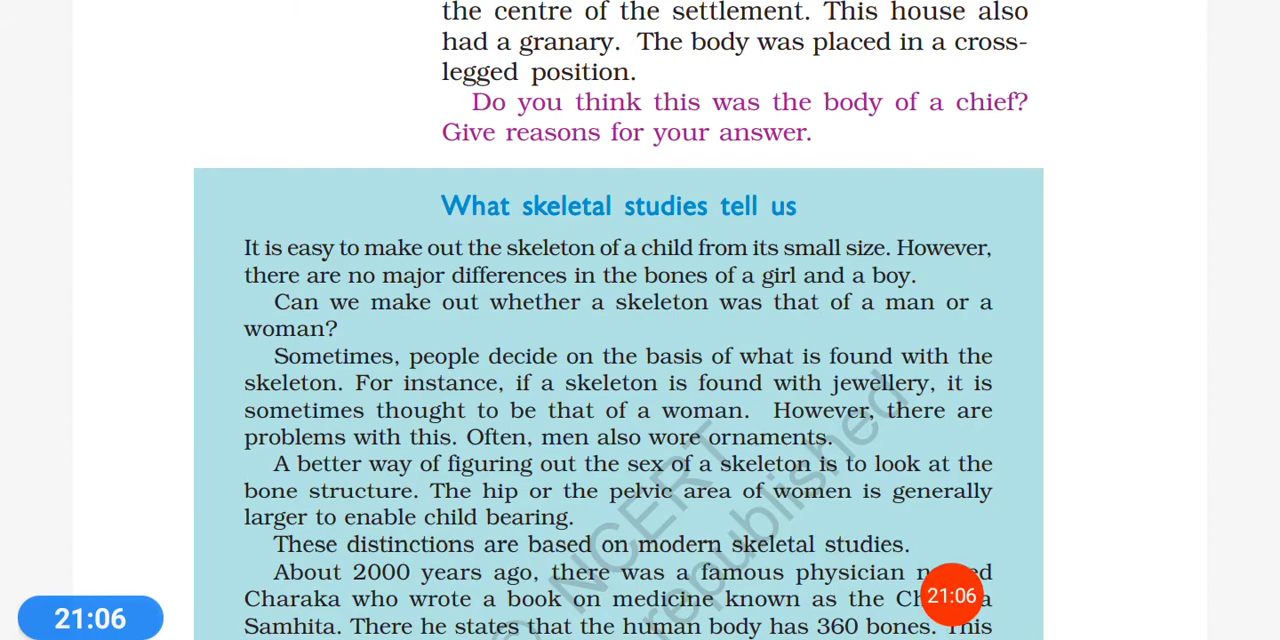 the centre of the settlement. This house also
had a granary. The body was placed in a cross-
legged position.
Do you think this was the body of a chief?
Give reasons for your answer.
What skeletal studies tell us
It is easy to make out the skeleton of a child from its small size. However,
there are no major differences in the bones of a girl and a boy.
Can we make out whether a skeleton was that of a man or a
woman?
Sometimes, people decide on the basis of what is found with the
skeleton. For instance, if a skeleton is found with jewellery, it is
sometimes thought to be that of a woman. However, there are
problems with this. Often, men also wore ornaments.
A better way of figuring out the sex of a skeleton is to look at the
bone structure. The hip or the pelvic area of women is generally
larger to enable child bearing.
These distinctions are based on modern skeletal studies.
About 2000 years ago, there was a famous physician
Charaka who wrote a book on medicine known as the
Samhita. There he states that the human body has 360 bones. This
© NCERT
republished
21:06
21:06